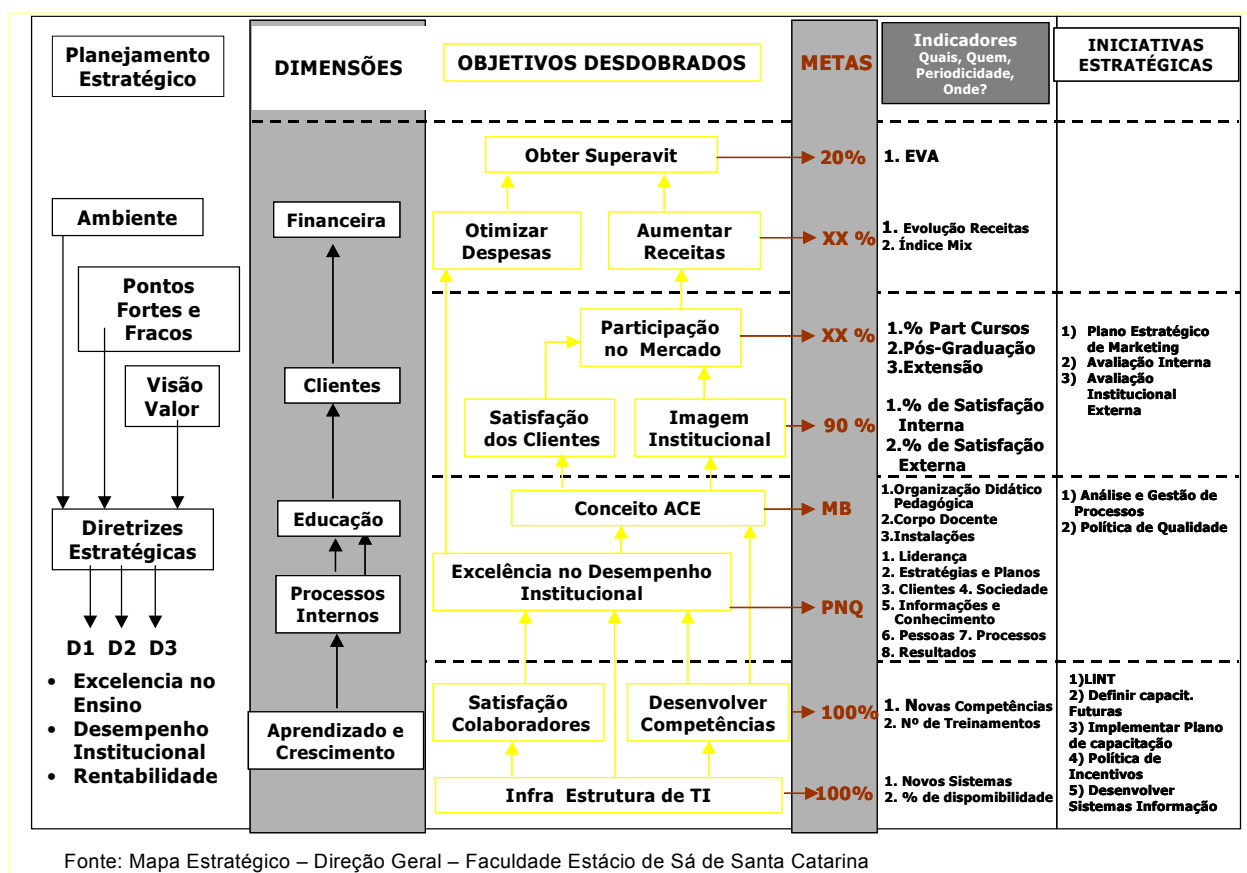 Planejamento
Estratégico
DIMENSÕES
OBJETIVOS DESDOBRADOS
METAS
Indicadores
Quais, Quem,
Periodicidade,
Onde?
INICIATIVAS
ESTRATÉGICAS
Ambiente
Pontos
Fortes e
Fracos
Visão
Valor
Diretrizes
Estratégicas
D1 D2 D3
• Excelencia no
Ensino
• Desempenho
Institucional
• Rentabilidade
Financeira
Clientes
Educação
Processos
Internos
Aprendizado e
Crescimento
Obter Superavit
20%
1. EVA
Otimizar
Despesas
Aumentar
Receitas
XX %
1. Evolução Receitas
2. Índice Mix
Participação
no Mercado
XX %
1.% Part Cursos
2.Pós-Graduação
3.Extensão
1) Plano Estratégico
de Marketing
2) Avaliação Interna
3) Avaliação
Institucional
Externa
Satisfação
dos Clientes
Imagem
Institucional
90 %
1.% de Satisfação
Interna
2.% de Satisfação
Externa
Conceito ACE
MB
1.Organização Didático
Pedagógica
2.Corpo Docente
3.Instalações
1) Análise e Gestão de
Processos
2) Política de Qualidade
Excelência no Desempenho
Institucional
PNQ
1. Liderança
2. Estratégias e Planos
3. Clientes 4. Sociedade
5. Informações e
Conhecimento
6. Pessoas 7. Processos
8. Resultados
Satisfação
Colaboradores
Desenvolver
Competências
100%
1. Novas Competências
2. Nº de Treinamentos
1)LINT
2) Definir capacit.
Futuras
3) Implementar Plano
de capacitação
4) Política de
Incentivos
5) Desenvolver
Sistemas Informação
Infra Estrutura de TI
100%
1. Novos Sistemas
2. % de dispomibilidade
Fonte: Mapa Estratégico – Direção Geral – Faculdade Estácio de Sá de Santa Catarina